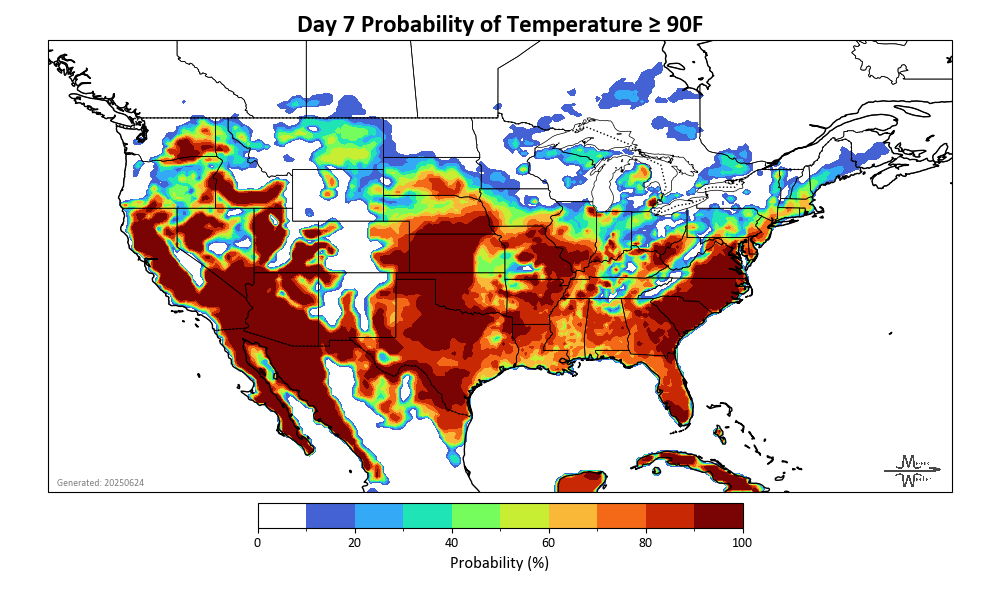 Day 7 Probability of Temperature ≥ 90F
Generated: 20250624
0 20 40 60 80 100
Probability (%)